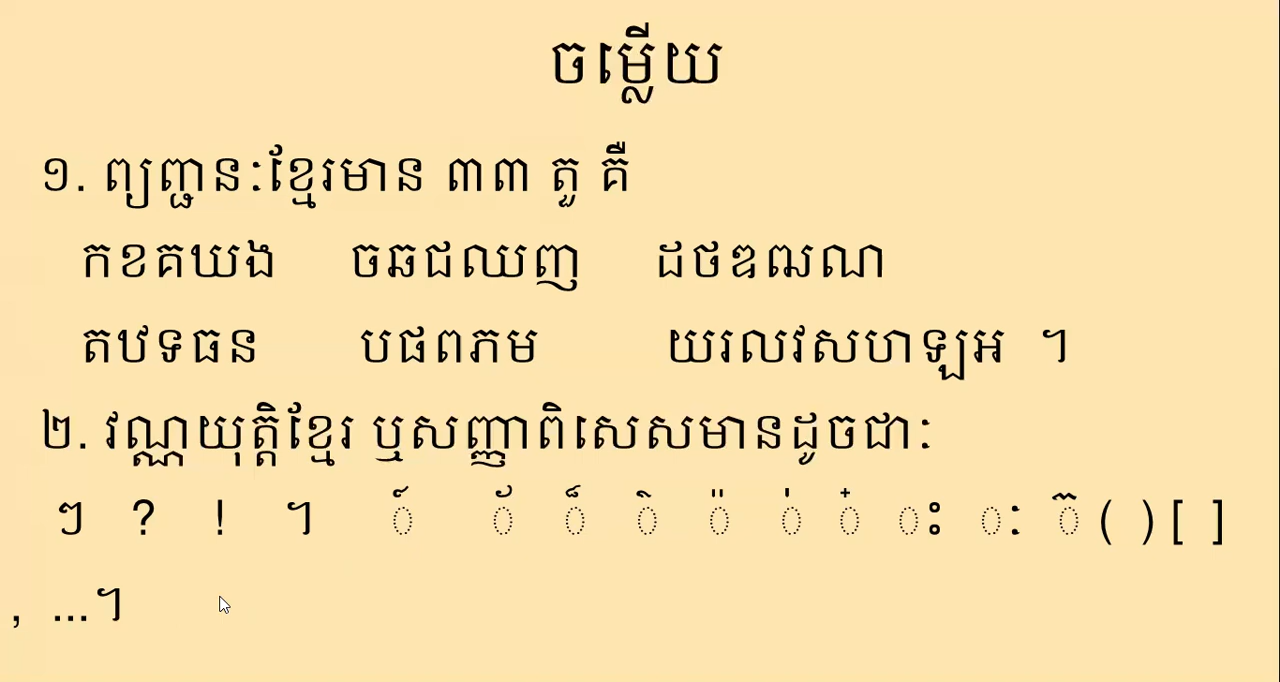 ចម្លើយ
១. ព្យញ្ជនៈខ្មែរមាន ៣៣ តួ គឺ
កខគឃង ចឆជឈញ ដថឌឍណ
តឋទធន បផពភម យរលវសហឡអ ។
២. វណ្ណយុត្តិខ្មែរ ឬសញ្ញាពិសេសមានដូចជាៈ
ៗ ? ! ។ ◌៍ ◌័ ◌៏ ◌៌ ◌៉ ◌់ ◌៎ ◌ះ ◌ៈ ◌៊ ( ) [ ]
, ...។